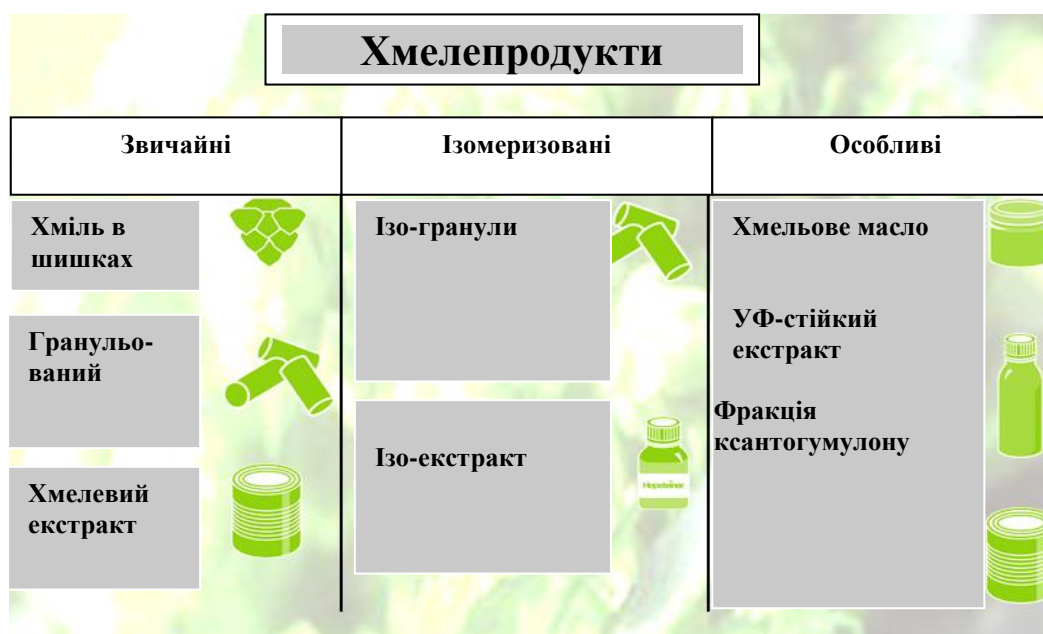 Хмелепродукти
Звичайні
Ізомеризовані
Особливі
Хміль в
шишках
Гранульо-
ваний
Хмелевий
екстракт
Ізо-гранули
Ізо-екстракт
Hopsteiner
Хмельове масло
УФ-стійкий
екстракт
Фракція
ксантогумулону